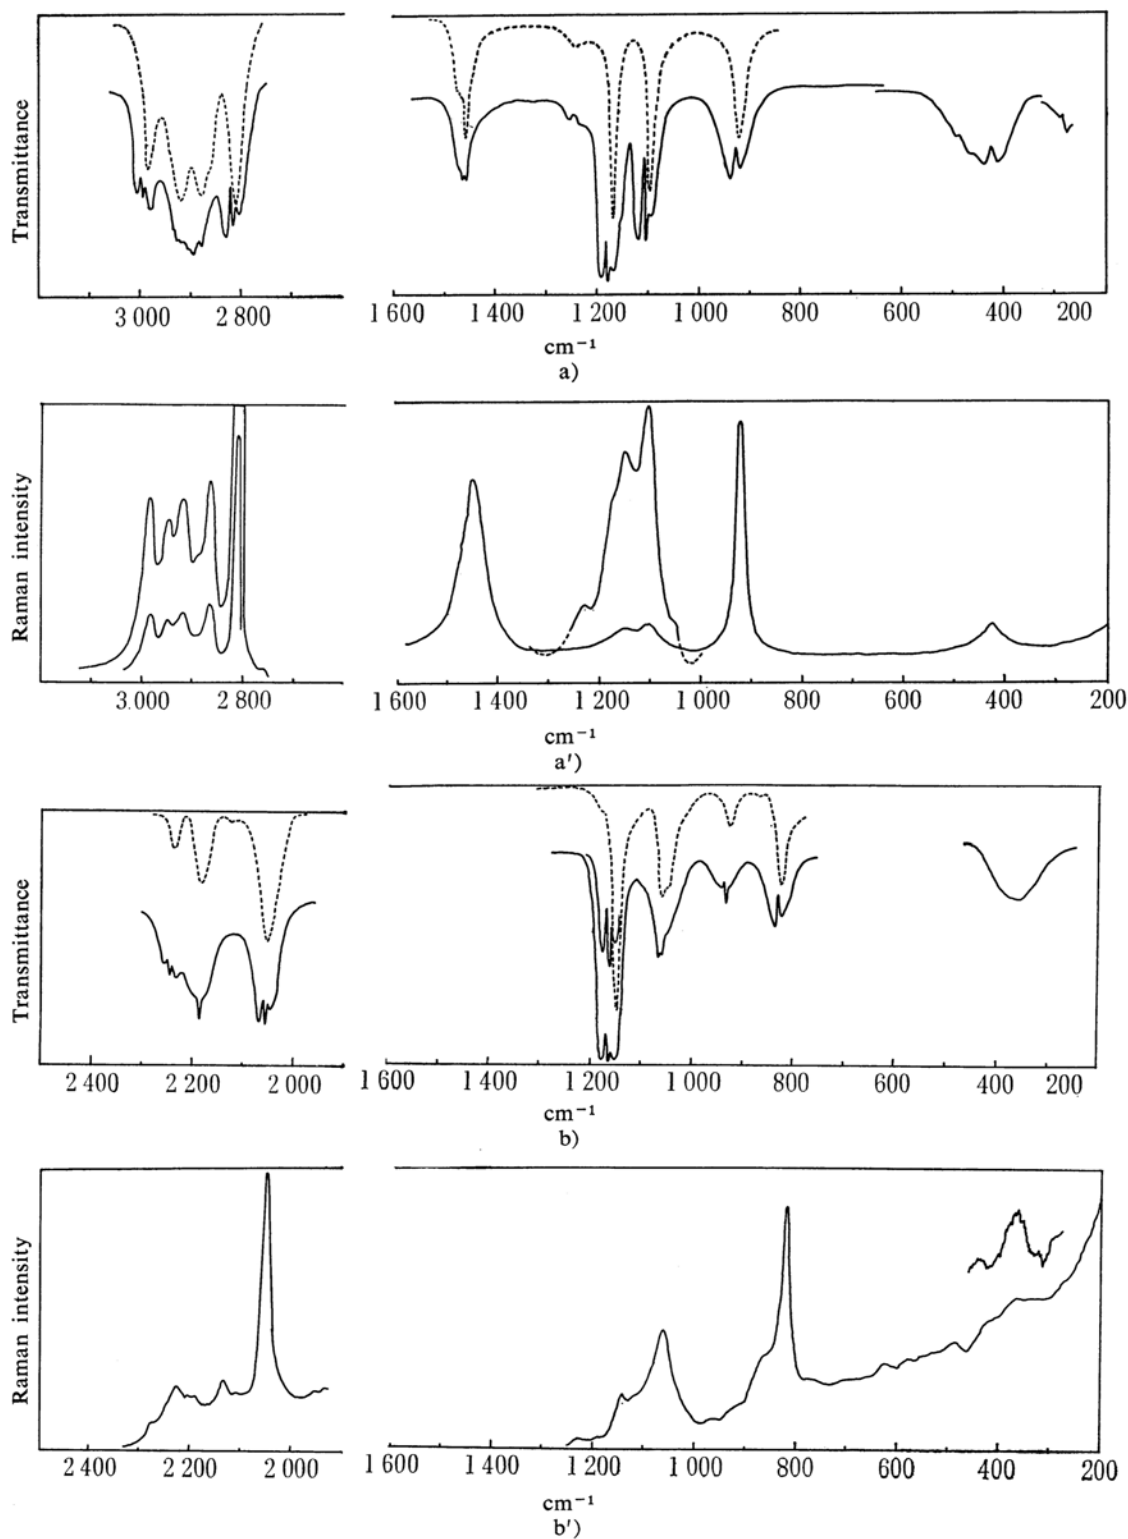 Transmittance
3 000 2 800 1 600 1 400 1 200 1 000 800 600 400 200
cm⁻¹
a)
Raman intensity
3.000 2 800 1 600 1 400 1 200 1 000 800 600 400 200
cm⁻¹
a′)
Transmittance
2 400 2 200 2 000 1 600 1 400 1 200 1 000 800 600 400 200
cm⁻¹
b)
Raman intensity
2 400 2 200 2 000 1 600 1 400 1 200 1 000 800 600 400 200
cm⁻¹
b′)